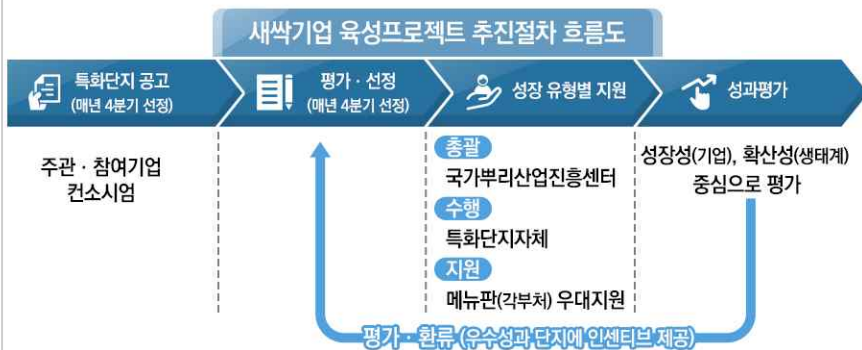 새싹기업 육성프로젝트 추진절차 흐름도
특화단지 공고
(매년 4분기 선정)
평가 · 선정
(매년 4분기 선정)
성장 유형별 지원
성과평가
주관 · 참여기업
컨소시엄
총괄
국가뿌리산업진흥센터
수행
특화단지자체
지원
메뉴판(각부처) 우대지원
성장성(기업), 확산성(생태계)
중심으로 평가
평가 · 환류 (우수성과 단지에 인센티브 제공)